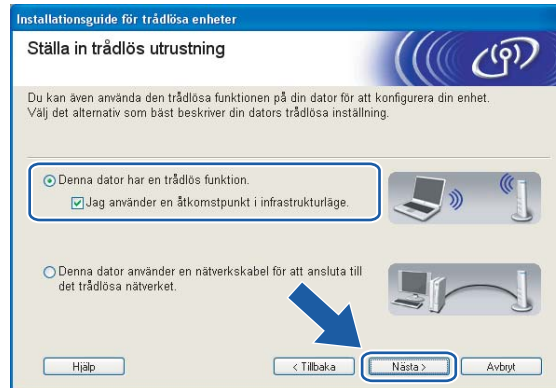 Installationsguide för trådlösa enheter
Ställa in trådlös utrustning
Du kan även använda den trådlösa funktionen på din dator för att konfigurera din enhet.
Välj det alternativ som bäst beskriver din dators trådlösa inställning.
Denna dator har en trådlös funktion.
Jag använder en åtkomstpunkt i infrastrukturläge.
Denna dator använder en nätverkskabel för att ansluta till
det trådlösa nätverket.
Hjälp
< Tillbaka
Nästa >
Avbryt